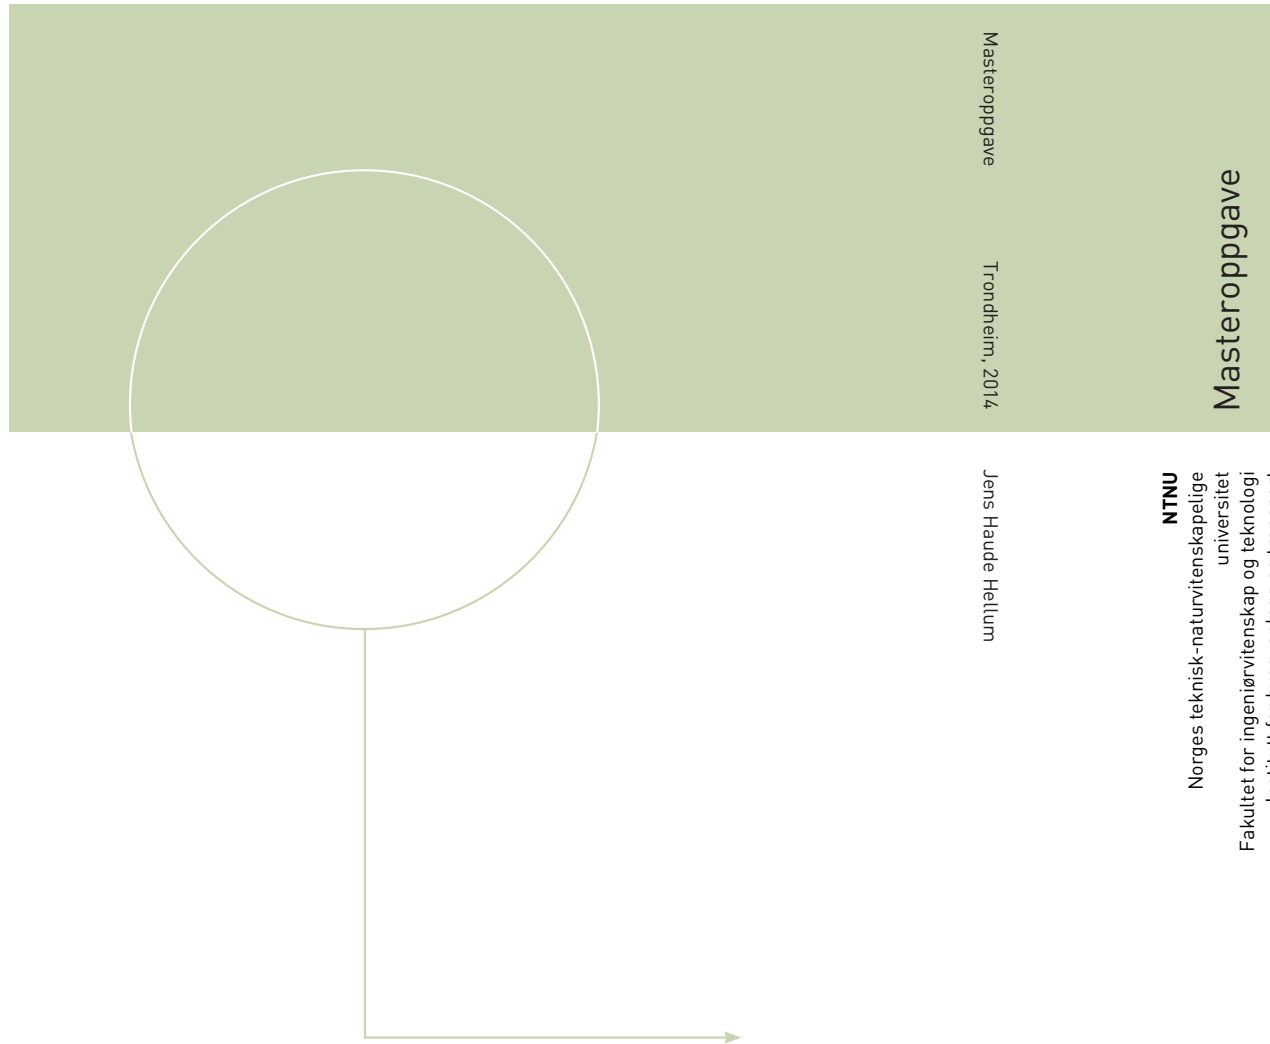 Masteroppgave
Trondheim, 2014
Jens Haude Hellum
Masteroppgave
NTNU
Norges teknisk-naturvitenskapelige
universitet
Fakultet for ingeniørvitenskap og teknologi